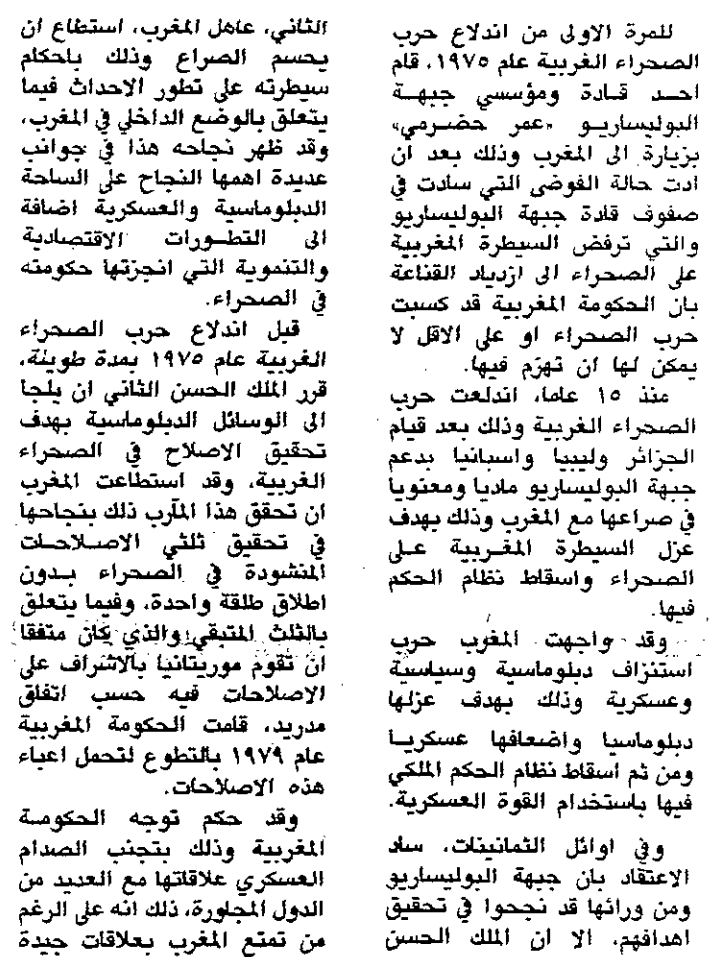 للمرة الاولى من اندلاع حرب
الصحراء الغربية عام ١٩٧٥، قام
احد قادة ومؤسسي جبهة
البوليساريو «عمر حضرمي»
بزيارة الى المغرب وذلك بعد ان
ادت حالة الفوضى التي سادت في
صفوف قادة جبهة البوليساريو
والتي ترفض السيطرة المغربية
على الصحراء الى ازدياد القناعة
بان الحكومة المغربية قد كسبت
حرب الصحراء او على الاقل لا
يمكن لها ان تهزم فيها.
منذ ١٥ عاما، اندلعت حرب
الصحراء الغربية وذلك بعد قيام
الجزائر وليبيا واسبانيا بدعم
جبهة البوليساريو ماديا ومعنويا
في صراعها مع المغرب وذلك بهدف
عزل السيطرة المغربية على
الصحراء واسقاط نظام الحكم
فيها.
وقد واجهت المغرب حرب
استنزاف دبلوماسية وسياسية
وعسكرية وذلك بهدف عزلها
دبلوماسيا واضعافها عسكريا
ومن ثم اسقاط نظام الحكم الملكي
فيها باستخدام القوة العسكرية.
وفي اوائل الثمانينات، ساد
الاعتقاد بان جبهة البوليساريو
ومن ورائها قد نجحوا في تحقيق
اهدافهم. الا ان الملك الحسن
الثاني، عاهل المغرب، استطاع ان
يحسم الصراع وذلك باحكام
سيطرته على تطور الاحداث فيما
يتعلق بالوضع الداخلي في المغرب،
وقد ظهر نجاحه هذا في جوانب
عديدة اهمها النجاح على الساحة
الدبلوماسية والعسكرية اضافة
الى التطورات الاقتصادية
والتنموية التي انجزتها حكومته
في الصحراء.
قبل اندلاع حرب الصحراء
الغربية عام ١٩٧٥ بمدة طويلة،
قرر الملك الحسن الثاني ان يلجا
الى الوسائل الدبلوماسية بهدف
تحقيق الاصلاح في الصحراء
الغربية، وقد استطاعت المغرب
ان تحقق هذا المآرب ذلك بنجاحها
في تحقيق ثلثي الاصلاحات
المنشودة في الصحراء بدون
اطلاق طلقة واحدة، وفيما يتعلق
بالثلث المتبقي والذي كان متفقا
ان تقوم موريتانيا بالاشراف على
الاصلاحات فيه حسب اتفاق
مدريد، قامت الحكومة المغربية
عام ١٩٧٩ بالتطوع لتحمل اعباء
هذه الاصلاحات.
وقد حكم توجه الحكومة
المغربية وذلك بتجنب الصدام
العسكري علاقاتها مع العديد من
الدول المجاورة، ذلك انه على الرغم
من تمتع المغرب بعلاقات جيدة